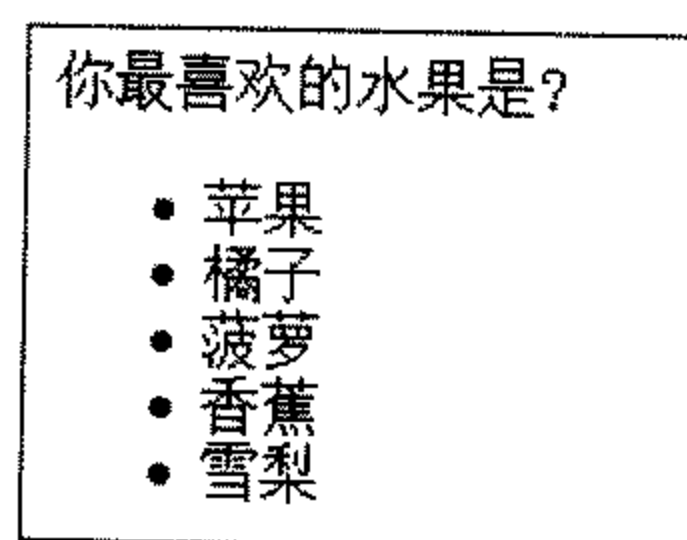 你最喜欢的水果是?
• 苹果
• 橘子
• 菠萝
• 香蕉
• 雪梨